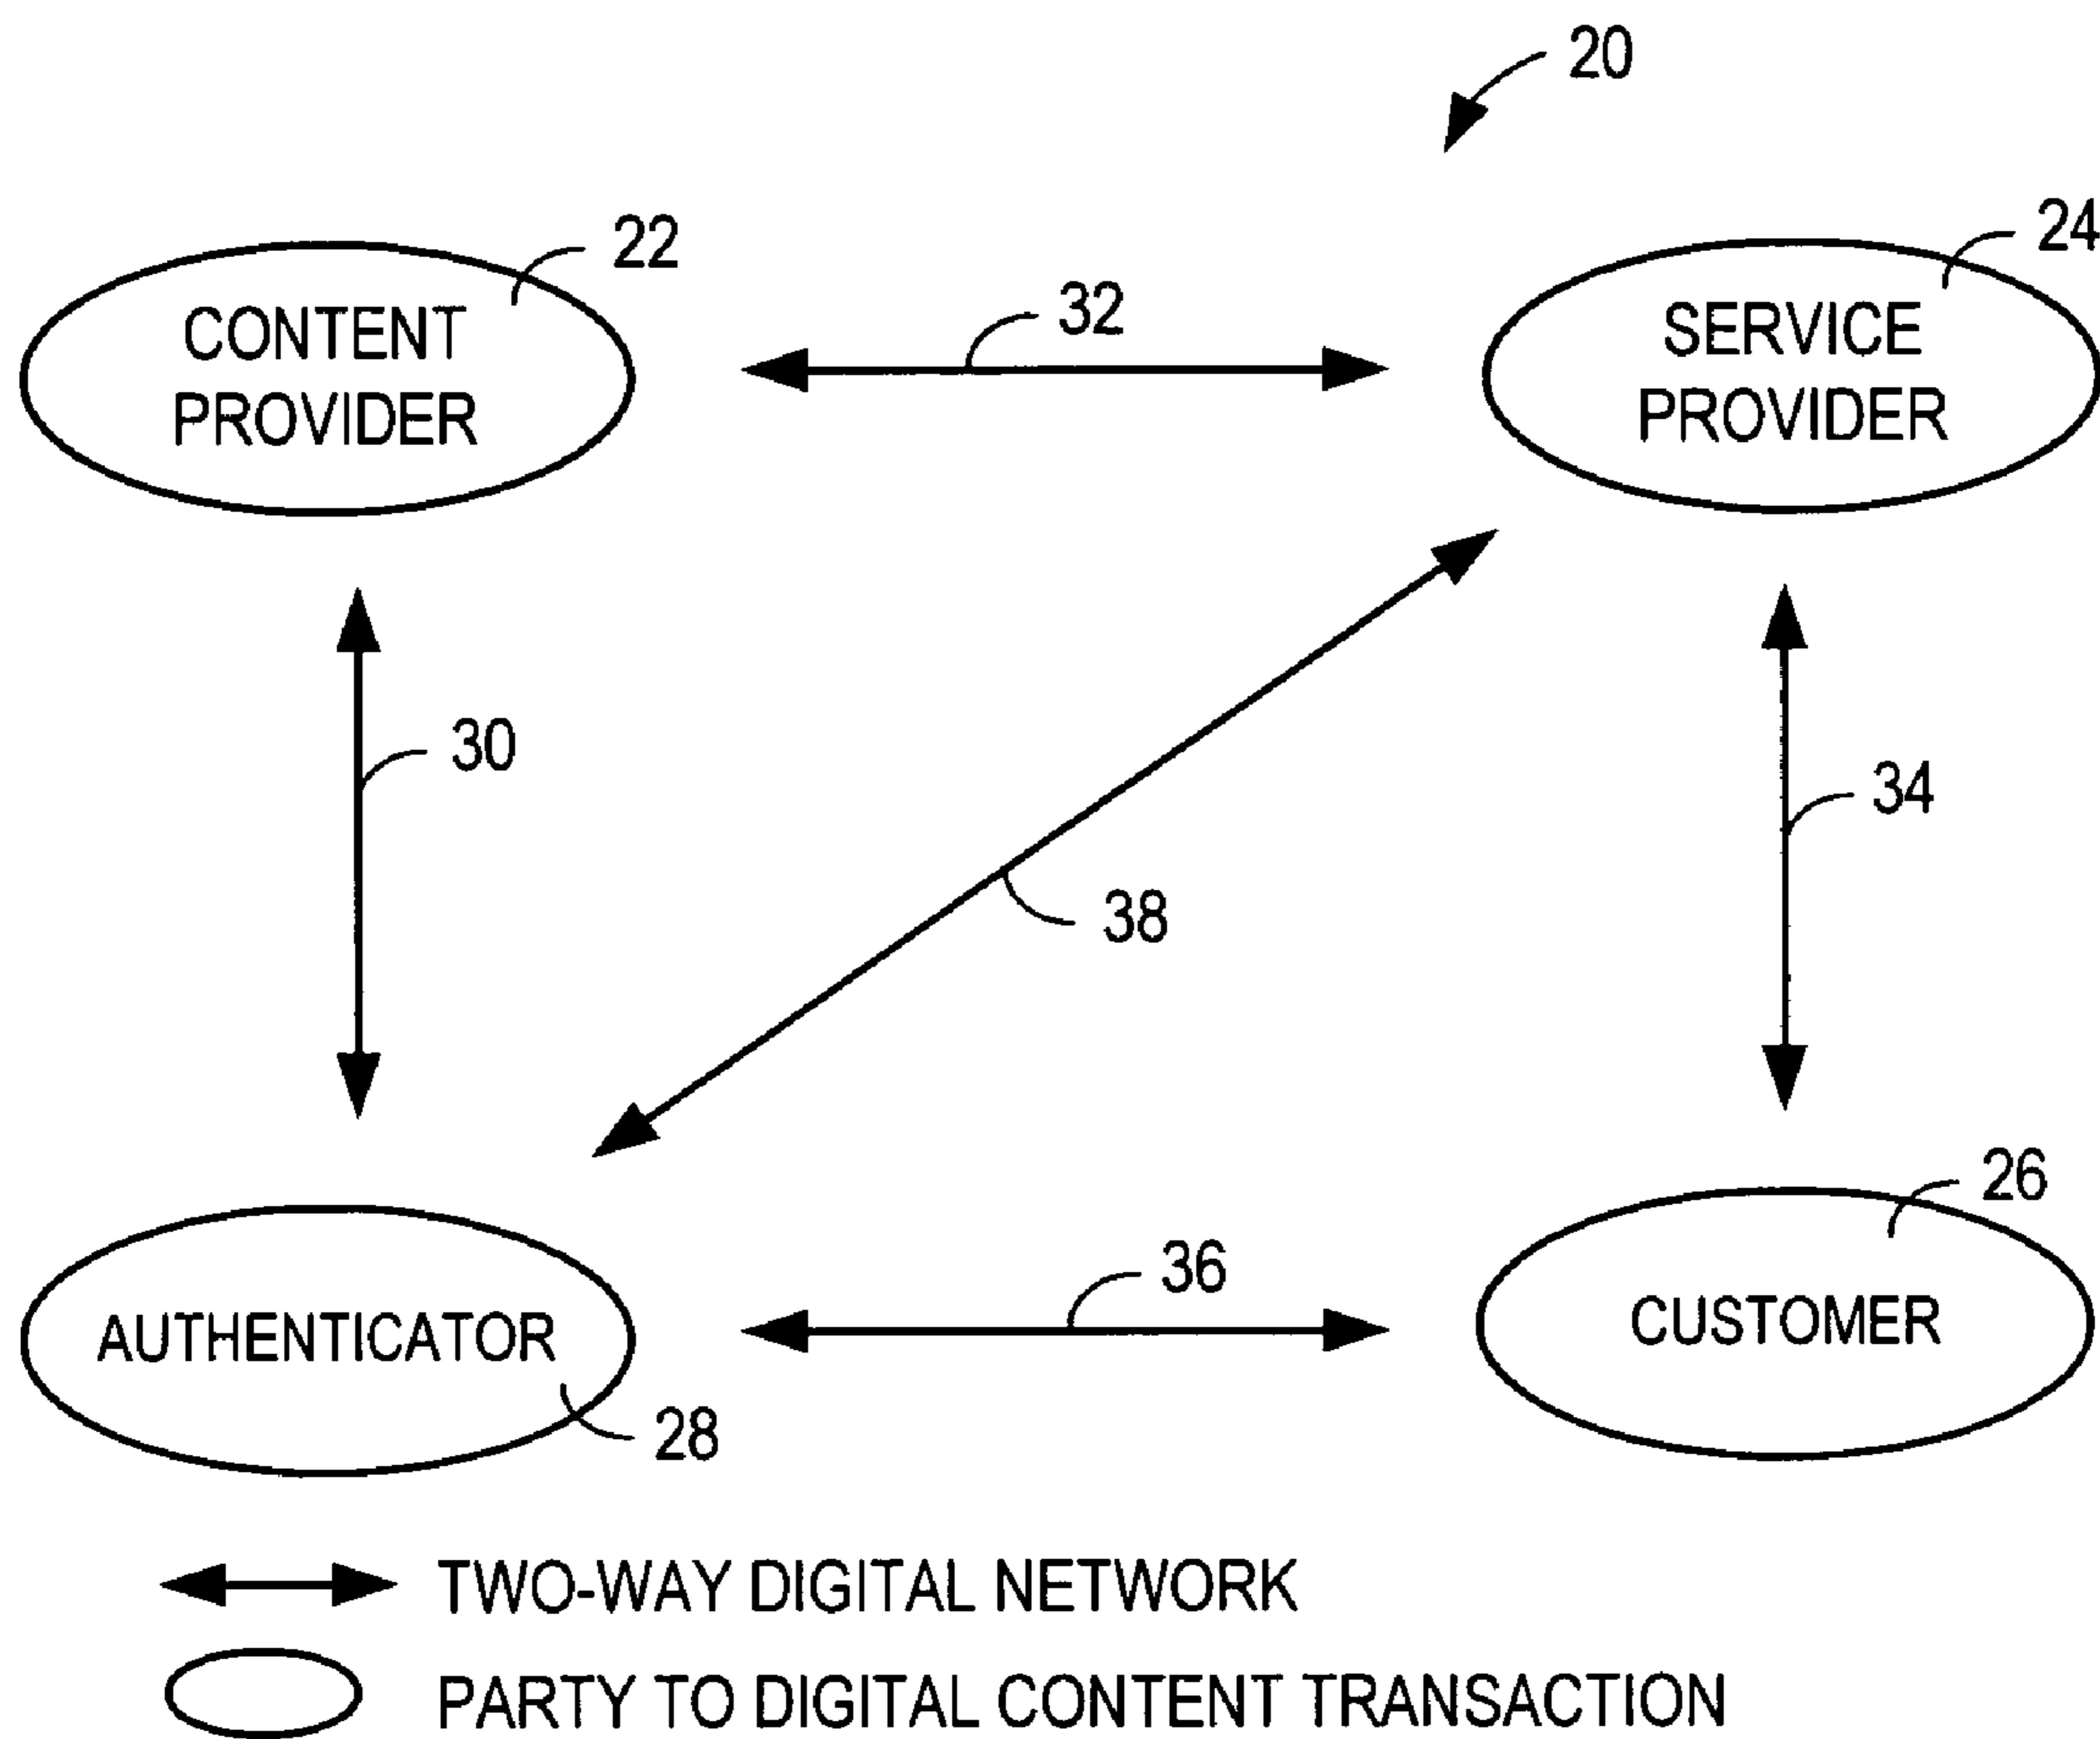 20
22
24
CONTENT
PROVIDER
32
SERVICE
PROVIDER
30
34
38
26
36
AUTHENTICATOR
CUSTOMER
28
TWO-WAY DIGITAL NETWORK
PARTY TO DIGITAL CONTENT TRANSACTION